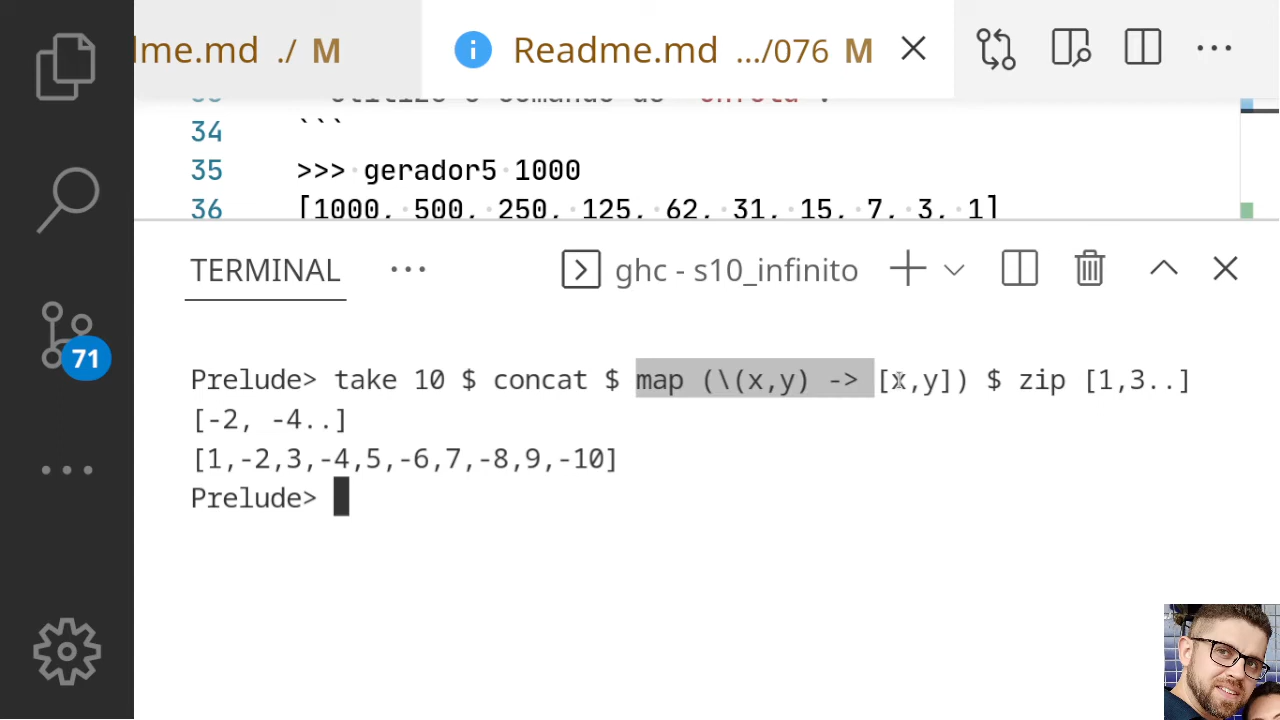 lme.md ./ M
Readme.md .../076 M
34 ```
35 >>> gerador5 1000
36 [1000, 500, 250, 125, 62, 31, 15, 7, 3, 1]
TERMINAL
ghc - s10_infinito
71
Prelude> take 10 $ concat $ map (\(x,y) -> [x,y]) $ zip [1,3..]
[-2, -4..]
[1,-2,3,-4,5,-6,7,-8,9,-10]
Prelude>